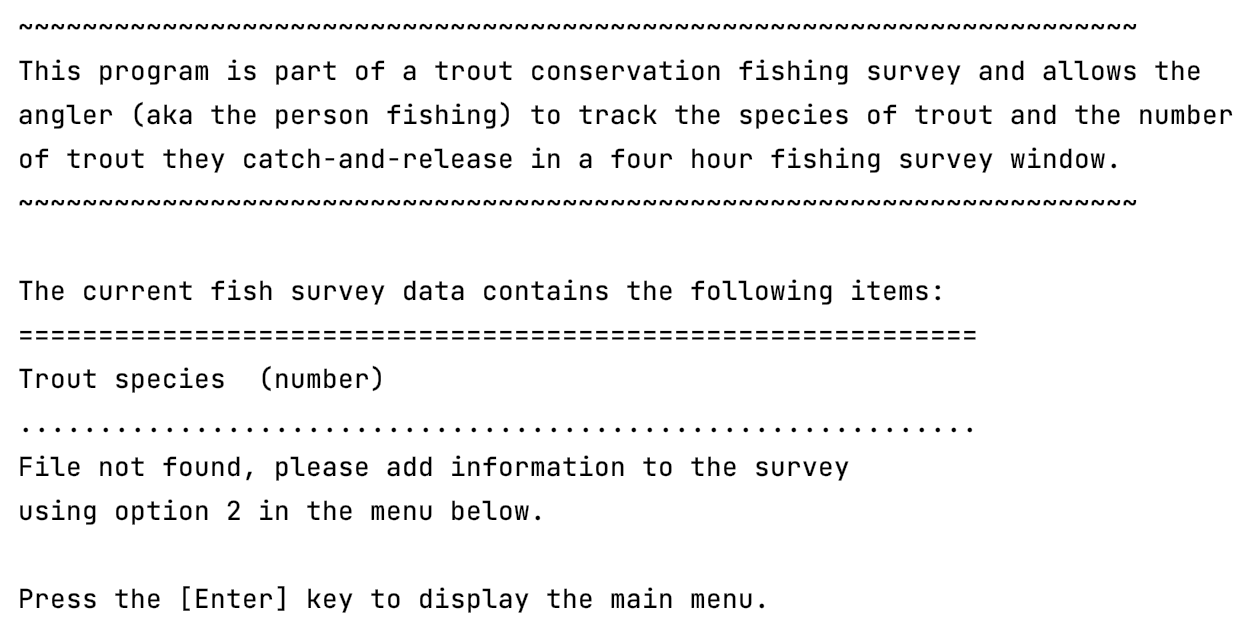 ~~~~~~~~~~~~~~~~~~~~~~~~~~~~~~~~~~~~~~~~~~~~~~~~~~~~~~~~~~~~~~~~~~~~~~
This program is part of a trout conservation fishing survey and allows the
angler (aka the person fishing) to track the species of trout and the number
of trout they catch-and-release in a four hour fishing survey window.
~~~~~~~~~~~~~~~~~~~~~~~~~~~~~~~~~~~~~~~~~~~~~~~~~~~~~~~~~~~~~~~~~~~~~~
The current fish survey data contains the following items:
============================================================
Trout species  (number)
............................................................
File not found, please add information to the survey
using option 2 in the menu below.
Press the [Enter] key to display the main menu.